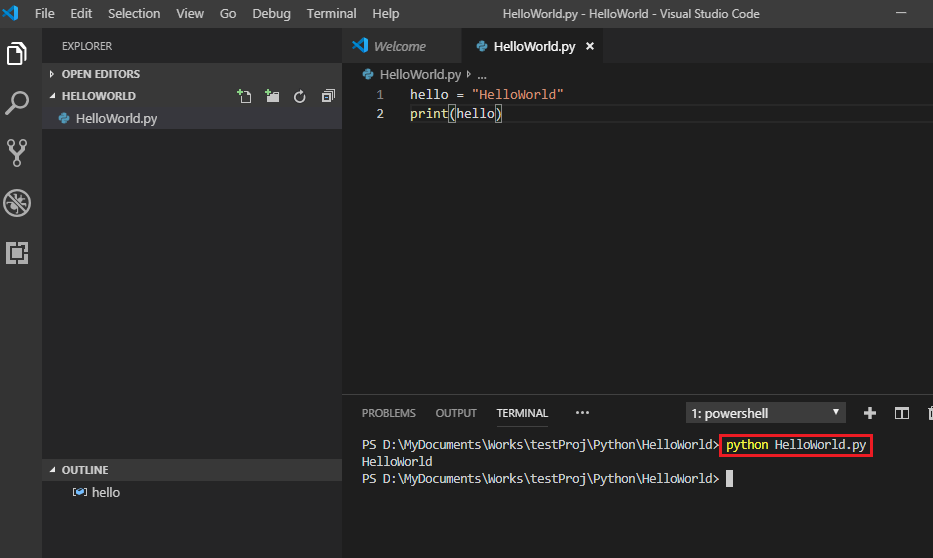 File Edit Selection View Go Debug Terminal Help HelloWorld.py - HelloWorld - Visual Studio Code
EXPLORER
OPEN EDITORS
HELLOWORLD
HelloWorld.py
OUTLINE
hello
Welcome HelloWorld.py ×
HelloWorld.py ...
1 hello = "HelloWorld"
2 print(hello)
PROBLEMS OUTPUT TERMINAL ••• 1: powershell
PS D:\MyDocuments\Works\testProj\Python\HelloWorld> python HelloWorld.py
HelloWorld
PS D:\MyDocuments\Works\testProj\Python\HelloWorld>